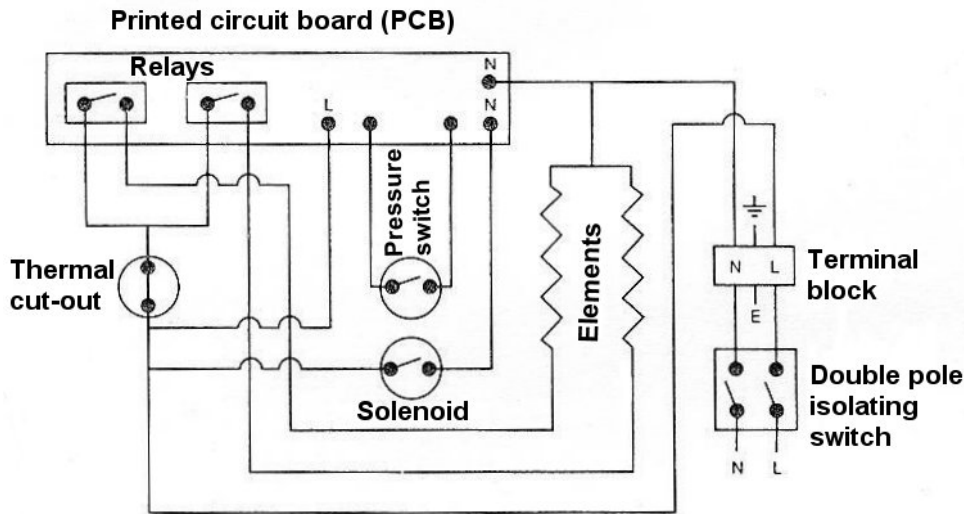 Printed circuit board (PCB)
Relays
N
L
N
Pressure
switch
Thermal
cut-out
Elements
N L
Terminal
block
E
Solenoid
Double pole
isolating
switch
N L